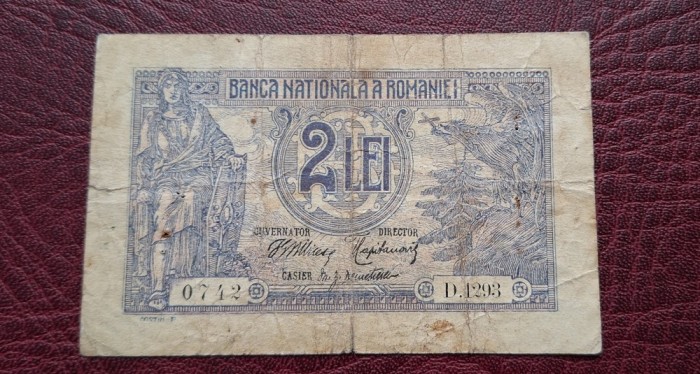 BANCA NATIONALA A ROMANIEI
2 LEI
GUVERNATOR DIRECTOR
CASIER
0742 D.1293